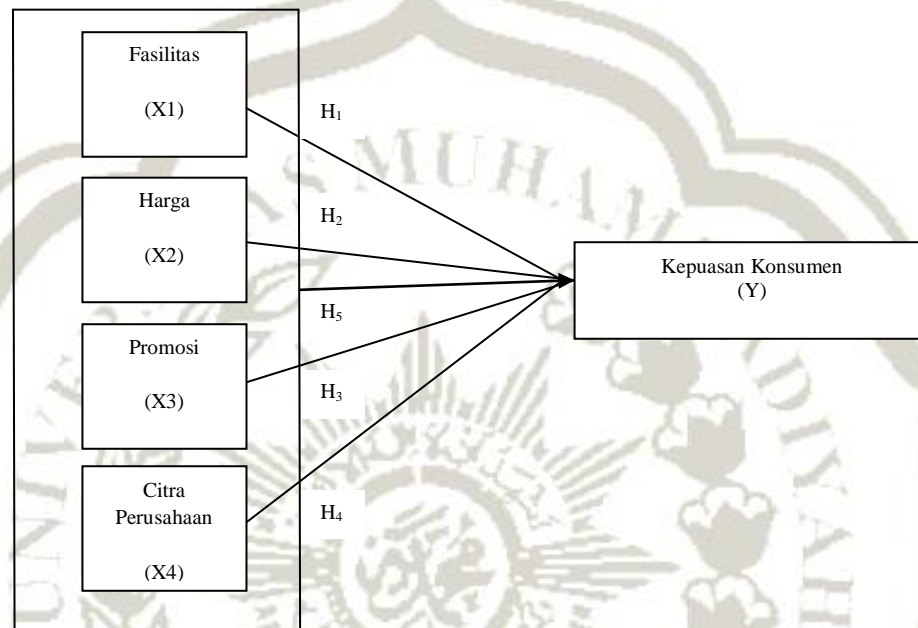 Fasilitas
(X1)
H₁
Harga
(X2)
H₂
Kepuasan Konsumen
(Y)
H₅
Promosi
(X3)
H₃
Citra
Perusahaan
(X4)
H₄